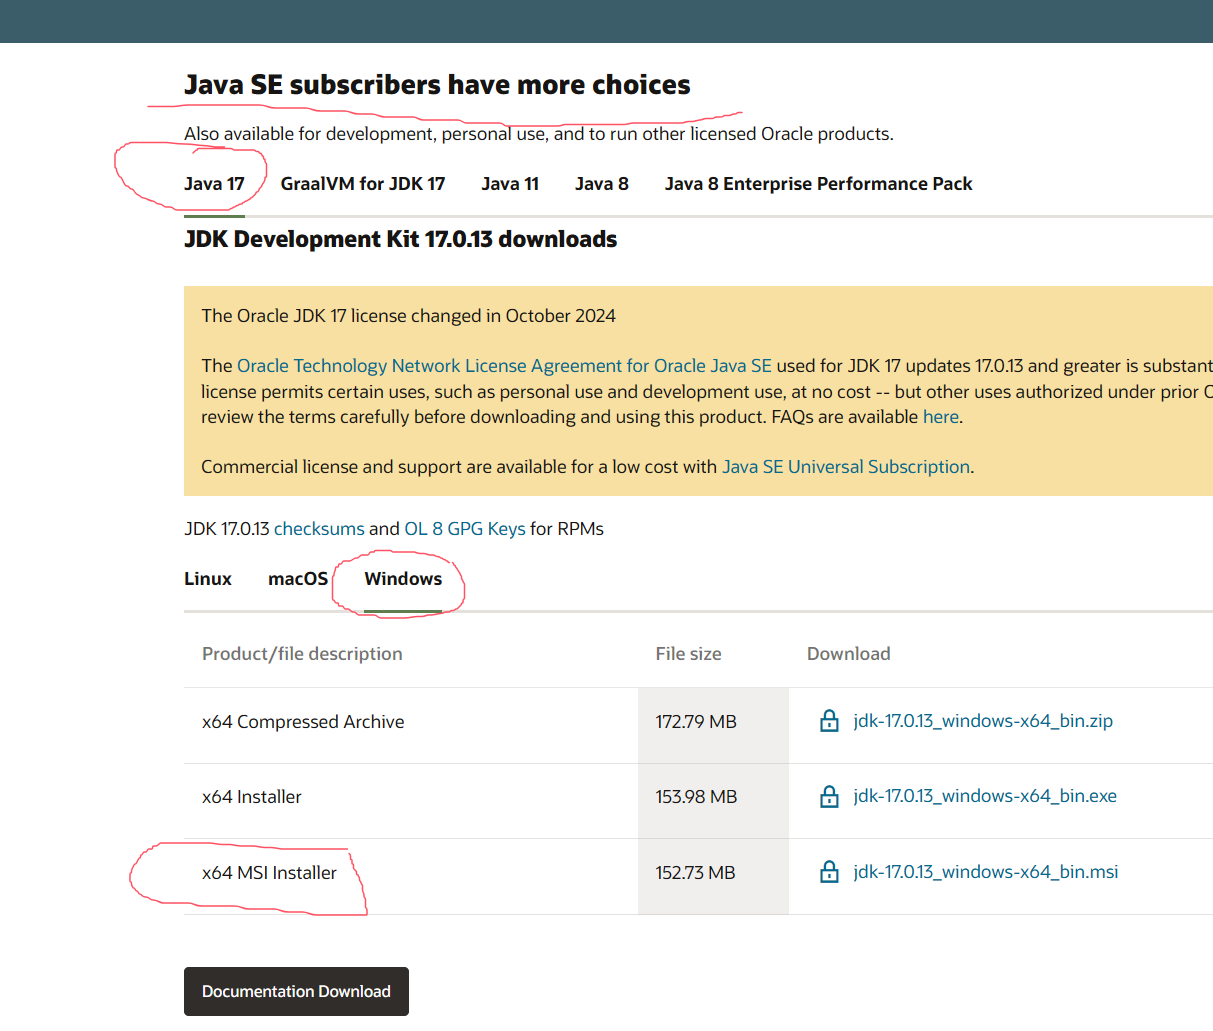 Java SE subscribers have more choices
Also available for development, personal use, and to run other licensed Oracle products.
Java 17 GraalVM for JDK 17 Java 11 Java 8 Java 8 Enterprise Performance Pack
JDK Development Kit 17.0.13 downloads
The Oracle JDK 17 license changed in October 2024
The Oracle Technology Network License Agreement for Oracle Java SE used for JDK 17 updates 17.0.13 and greater is substant
license permits certain uses, such as personal use and development use, at no cost -- but other uses authorized under prior
review the terms carefully before downloading and using this product. FAQs are available here.
Commercial license and support are available for a low cost with Java SE Universal Subscription.
JDK 17.0.13 checksums and OL 8 GPG Keys for RPMs
Linux macOS Windows
Product/file description File size Download
x64 Compressed Archive 172.79 MB jdk-17.0.13_windows-x64_bin.zip
x64 Installer 153.98 MB jdk-17.0.13_windows-x64_bin.exe
x64 MSI Installer 152.73 MB jdk-17.0.13_windows-x64_bin.msi
Documentation Download